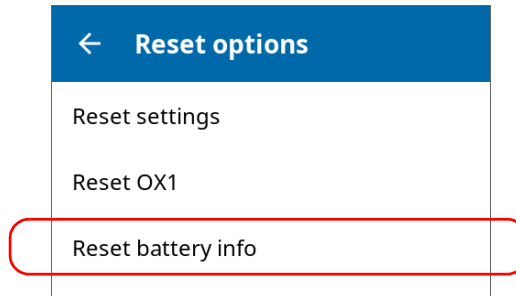 Reset options
Reset settings
Reset OX1
Reset battery info